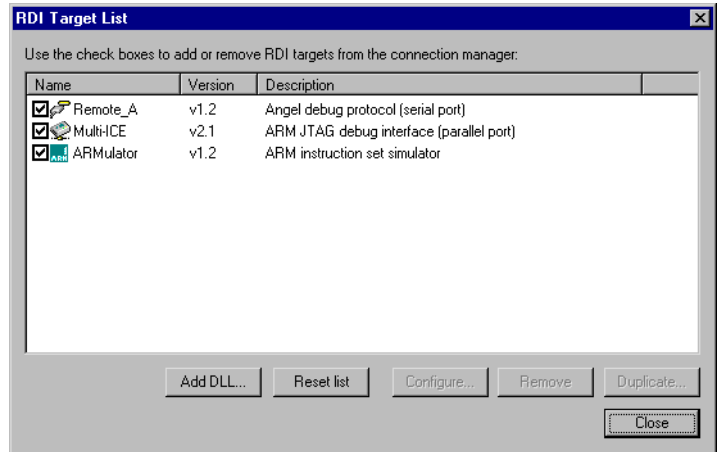 RDI Target List
Use the check boxes to add or remove RDI targets from the connection manager:
Name Version Description
Remote_A v1.2 Angel debug protocol (serial port)
Multi-ICE v2.1 ARM JTAG debug interface (parallel port)
ARM ARMulator v1.2 ARM instruction set simulator
Add DLL... Reset list Configure... Remove Duplicate...
Close